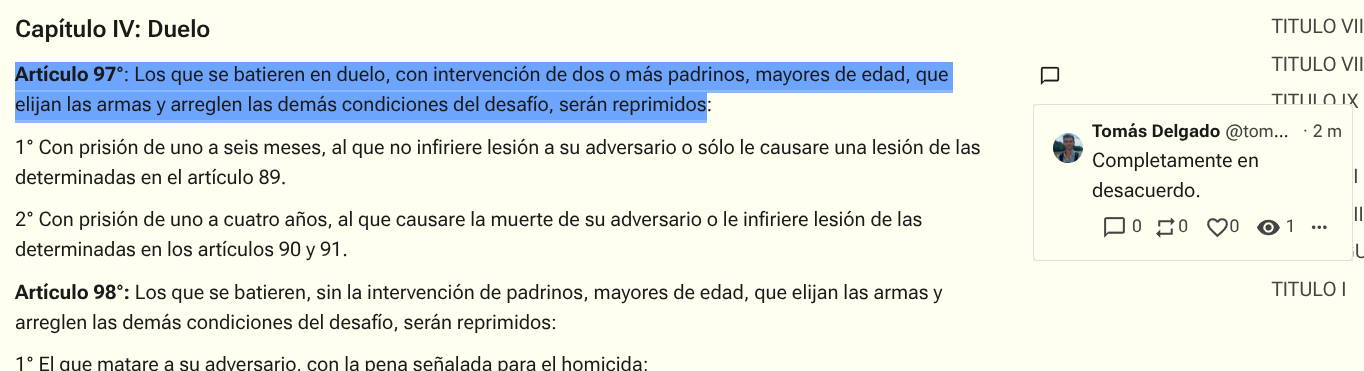 Capítulo IV: Duelo
Artículo 97°: Los que se batieren en duelo, con intervención de dos o más padrinos, mayores de edad, que
elijan las armas y arreglen las demás condiciones del desafío, serán reprimidos:
1° Con prisión de uno a seis meses, al que no infiriere lesión a su adversario o sólo le causare una lesión de las
determinadas en el artículo 89.
2° Con prisión de uno a cuatro años, al que causare la muerte de su adversario o le infiriere lesión de las
determinadas en los artículos 90 y 91.
Artículo 98°: Los que se batieren, sin la intervención de padrinos, mayores de edad, que elijan las armas y
arreglen las demás condiciones del desafío, serán reprimidos:
1° El que matare a su adversario, con la pena señalada para el homicida;
TITULO VII
TITULO VII
TITULO IX
Tomás Delgado @tom... · 2 m
Completamente en
desacuerdo.
0 0 0 1
TITULO I